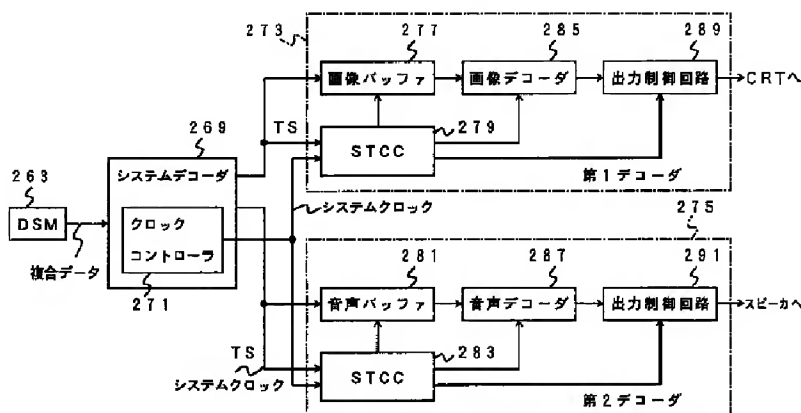 273
277
285
289
画像バッファ
画像デコーダ
出力制御回路
CRTへ
269
TS
279
STCC
263
システムデコーダ
第1デコーダ
DSM
クロック
コントローラ
システムクロック
複合データ
271
275
281
287
291
音声バッファ
音声デコーダ
出力制御回路
スピーカへ
TS
283
システムクロック
STCC
第2デコーダ